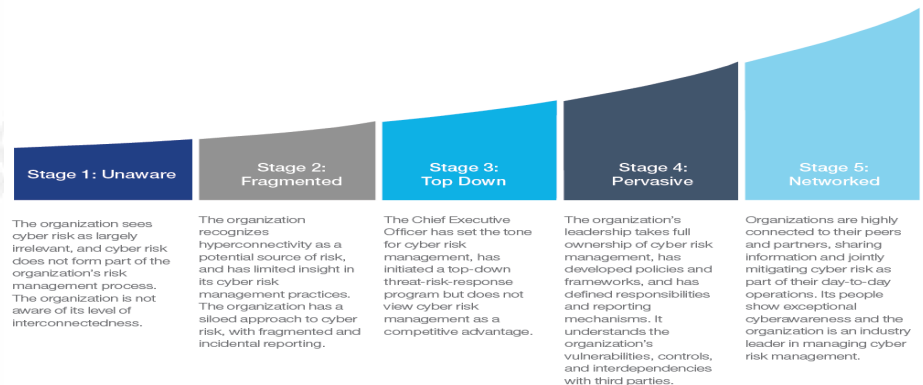 Stage 1: Unaware
The organization sees
cyber risk as largely
irrelevant, and cyber risk
does not form part of the
organization's risk
management process.
The organization is not
aware of its level of
interconnectedness.
Stage 2:
Fragmented
The organization
recognizes
hyperconnectivity as a
potential source of risk,
and has limited insight in
its cyber risk
management practices.
The organization has a
siloed approach to cyber
risk, with fragmented and
incidental reporting.
Stage 3:
Top Down
The Chief Executive
Officer has set the tone
for cyber risk
management, has
initiated a top-down
threat-risk-response
program but does not
view cyber risk
management as a
competitive advantage.
Stage 4:
Pervasive
The organization's
leadership takes full
ownership of cyber risk
management, has
developed policies and
frameworks, and has
defined responsibilities
and reporting
mechanisms. It
understands the
organization's
vulnerabilities, controls,
and interdependencies
with third parties.
Stage 5:
Networked
Organizations are highly
connected to their peers
and partners, sharing
information and jointly
mitigating cyber risk as
part of their day-to-day
operations. Its people
show exceptional
cyberawareness and the
organization is an industry
leader in managing cyber
risk management.